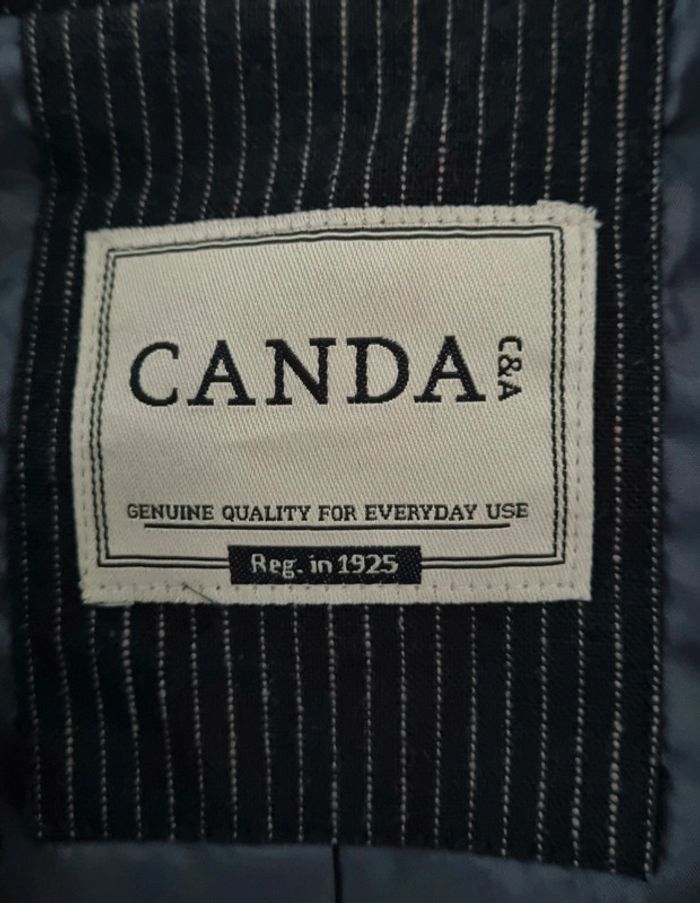 CANDA C&A
GENUINE QUALITY FOR EVERYDAY USE
Reg. in 1925